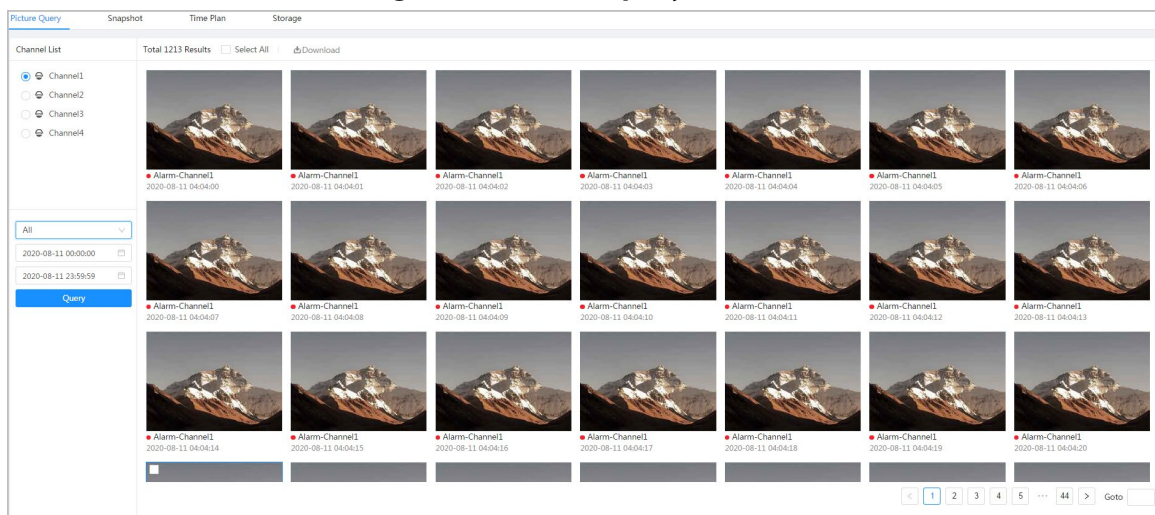 Picture Query Snapshot Time Plan Storage
Channel List
Total 1213 Results Select All Download
Channel1
Channel2
Channel3
Channel4
All
2020-08-11 00:00:00
2020-08-11 23:59:59
Query
Alarm-Channel1 Alarm-Channel1 Alarm-Channel1 Alarm-Channel1 Alarm-Channel1 Alarm-Channel1 Alarm-Channel1
2020-08-11 04:04:00 2020-08-11 04:04:01 2020-08-11 04:04:02 2020-08-11 04:04:03 2020-08-11 04:04:04 2020-08-11 04:04:05 2020-08-11 04:04:06
Alarm-Channel1 Alarm-Channel1 Alarm-Channel1 Alarm-Channel1 Alarm-Channel1 Alarm-Channel1 Alarm-Channel1
2020-08-11 04:04:07 2020-08-11 04:04:08 2020-08-11 04:04:09 2020-08-11 04:04:10 2020-08-11 04:04:11 2020-08-11 04:04:12 2020-08-11 04:04:13
Alarm-Channel1 Alarm-Channel1 Alarm-Channel1 Alarm-Channel1 Alarm-Channel1 Alarm-Channel1 Alarm-Channel1
2020-08-11 04:04:14 2020-08-11 04:04:15 2020-08-11 04:04:16 2020-08-11 04:04:17 2020-08-11 04:04:18 2020-08-11 04:04:19 2020-08-11 04:04:20
< 1 2 3 4 5 ··· 44 > Goto